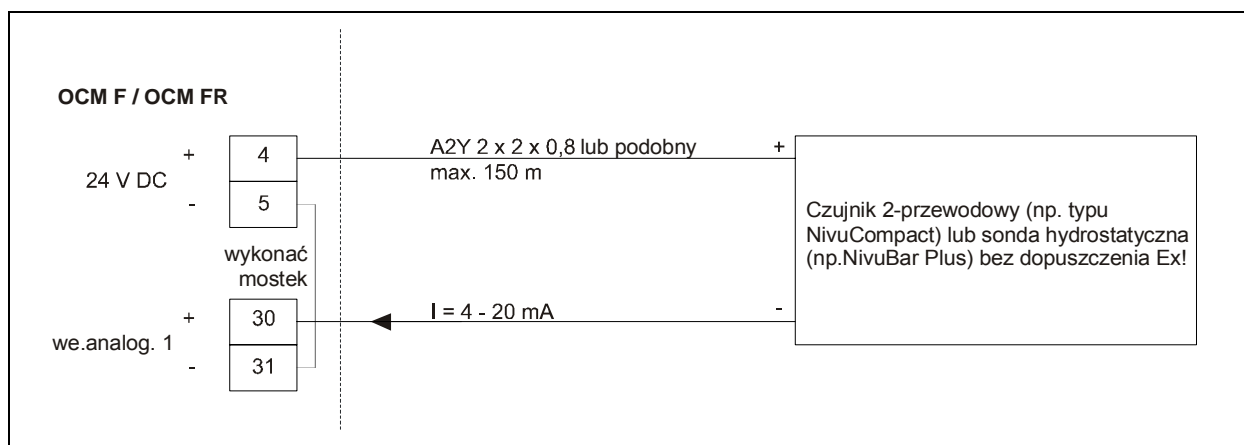 OCM F / OCM FR
+
4
24 V DC
-
5
wykonać
mostek
+
30
we.analog. 1
-
31
A2Y 2 x 2 x 0,8 lub podobny
max. 150 m
+
I = 4 - 20 mA
-
Czujnik 2-przewodowy (np. typu
NivuCompact) lub sonda hydrostatyczna
(np.NivuBar Plus) bez dopuszczenia Ex!